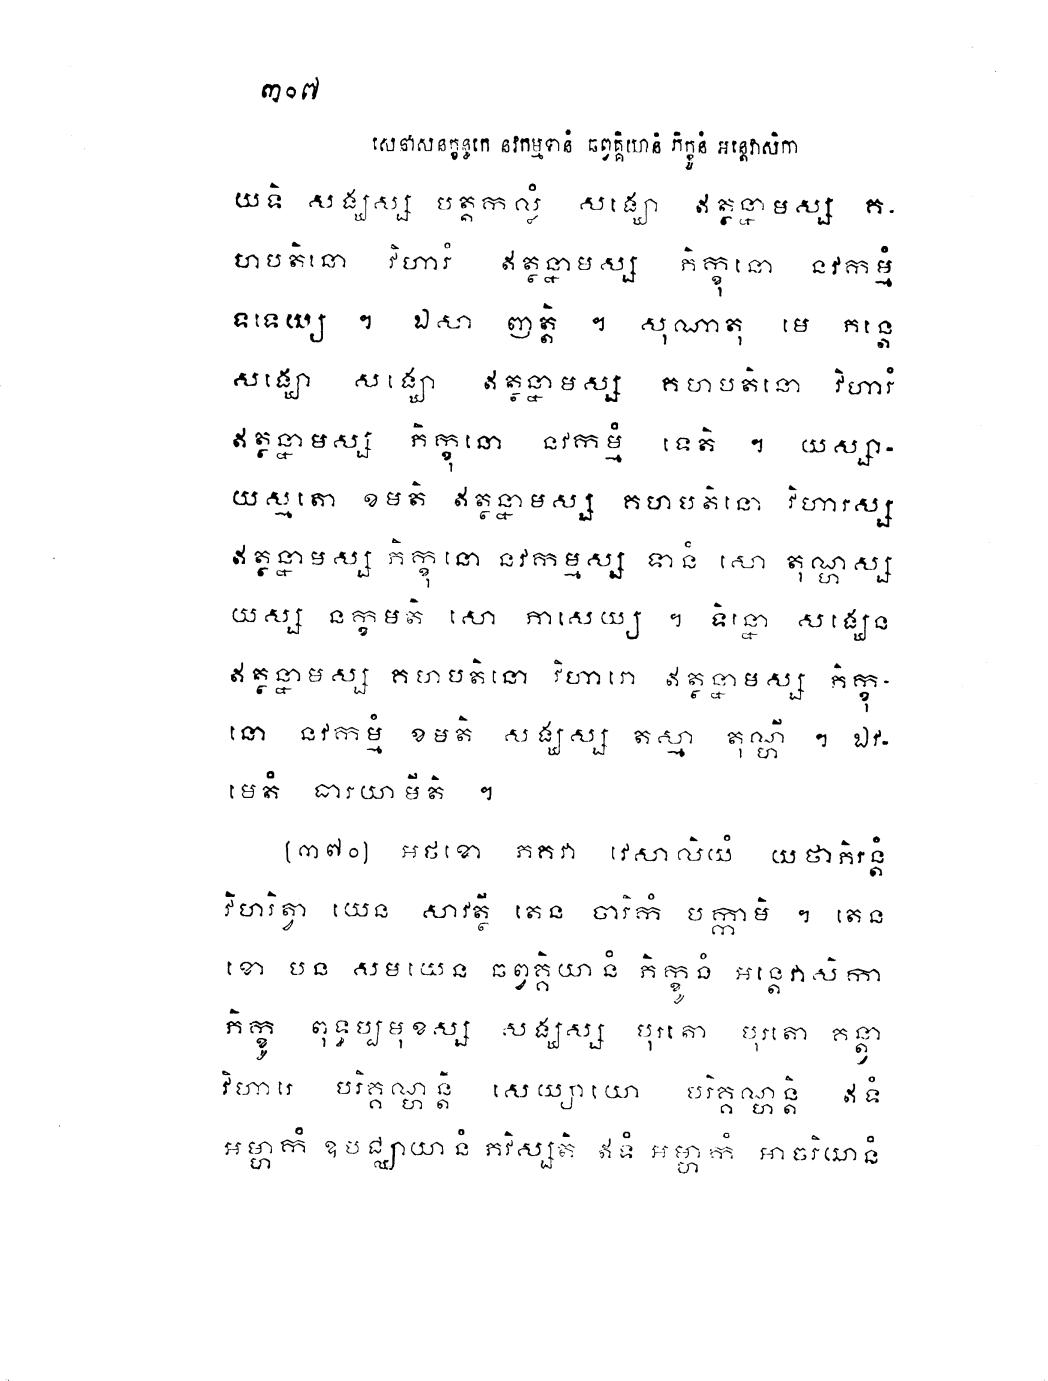 ៣០៧
សេនាសនក្ខន្ធកេ នវកម្មទានំ ឆព្វគ្គិយានំ ភិក្ខូនំ អន្តេវាសិកា
យទិ សង្ឃស្ស បត្តកល្លំ សង្ឃោ ឥត្ថន្នាមស្ស គ-
ហបតិនោ វិហារំ ឥត្ថន្នាមស្ស ភិក្ខុនោ នវកម្មំ
ទទេយ្យ ។ ឯសា ញត្តិ ។ សុណាតុ មេ ភន្តេ
សង្ឃោ សង្ឃោ ឥត្ថន្នាមស្ស គហបតិនោ វិហារំ
ឥត្ថន្នាមស្ស ភិក្ខុនោ នវកម្មំ ទេតិ ។ យស្សា-
យស្មតោ ខមតិ ឥត្ថន្នាមស្ស គហបតិនោ វិហារស្ស
ឥត្ថន្នាមស្ស ភិក្ខុនោ នវកម្មស្ស ទានំ សោ តុណ្ហស្ស
យស្ស នក្ខមតិ សោ ភាសេយ្យ ។ ទិន្នោ សង្ឃេន
ឥត្ថន្នាមស្ស គហបតិនោ វិហារោ ឥត្ថន្នាមស្ស ភិក្ខុ-
នោ នវកម្មំ ខមតិ សង្ឃស្ស តស្មា តុណ្ហី ។ ឯវ-
មេតំ ធារយាមីតិ ។
(៣៧០) អថខោ ភគវា វេសាលិយំ យថាភិរន្តំ
វិហរិត្វា យេន សាវត្ថី តេន ចារិកំ បក្កាមិ ។ តេន
ខោ បន សមយេន ឆព្វគ្គិយានំ ភិក្ខូនំ អន្តេវាសិកា
ភិក្ខូ ពុទ្ធប្បមុខស្ស សង្ឃស្ស បុរតោ បុរតោ គន្ត្វា
វិហារេ បរិគ្គណ្ហន្តិ សេយ្យាយោ បរិគ្គណ្ហន្តិ ឥទំ
អម្ហាកំ ឧបជ្ឈាយានំ ភវិស្សតិ ឥទំ អម្ហាកំ អាចរិយានំ